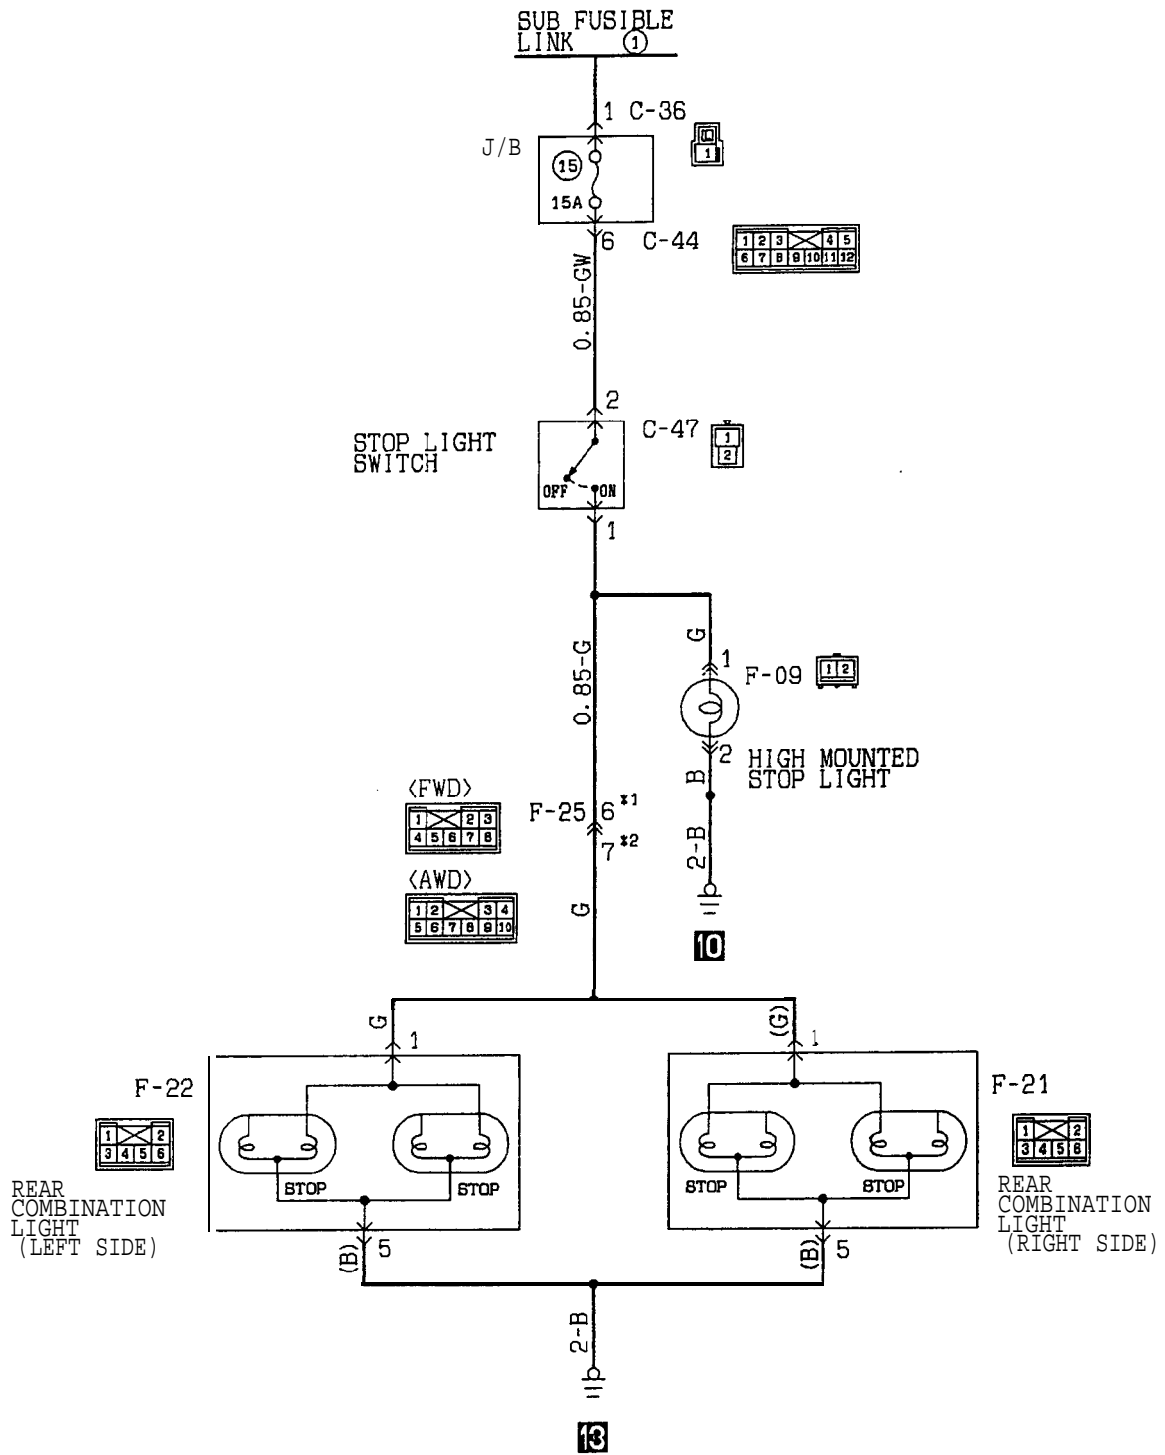 SUB FUSIBLE
LINK ①
1 C-36
J/B
1
15
15A
6 C-44
1 2 3 4 5
6 7 8 9 10 11 12
0.85-GW
2
C-47
1
2
STOP LIGHT
SWITCH
OFF ON
1
G
0.85-G
1
F-09
1 2
2
HIGH MOUNTED
STOP LIGHT
B
<FWD>
1 2 3
4 5 6 7 8
F-25 6 *1
7 *2
2-B
<AWD>
1 2 3 4
5 6 7 8 9 10
G
10
G
1
(G)
1
F-22
F-21
1 2
3 4 5 6
1 2
3 4 5 6
STOP
STOP
STOP
STOP
REAR
COMBINATION
LIGHT
(LEFT SIDE)
REAR
COMBINATION
LIGHT
(RIGHT SIDE)
(B)
5
(B)
5
2-B
13